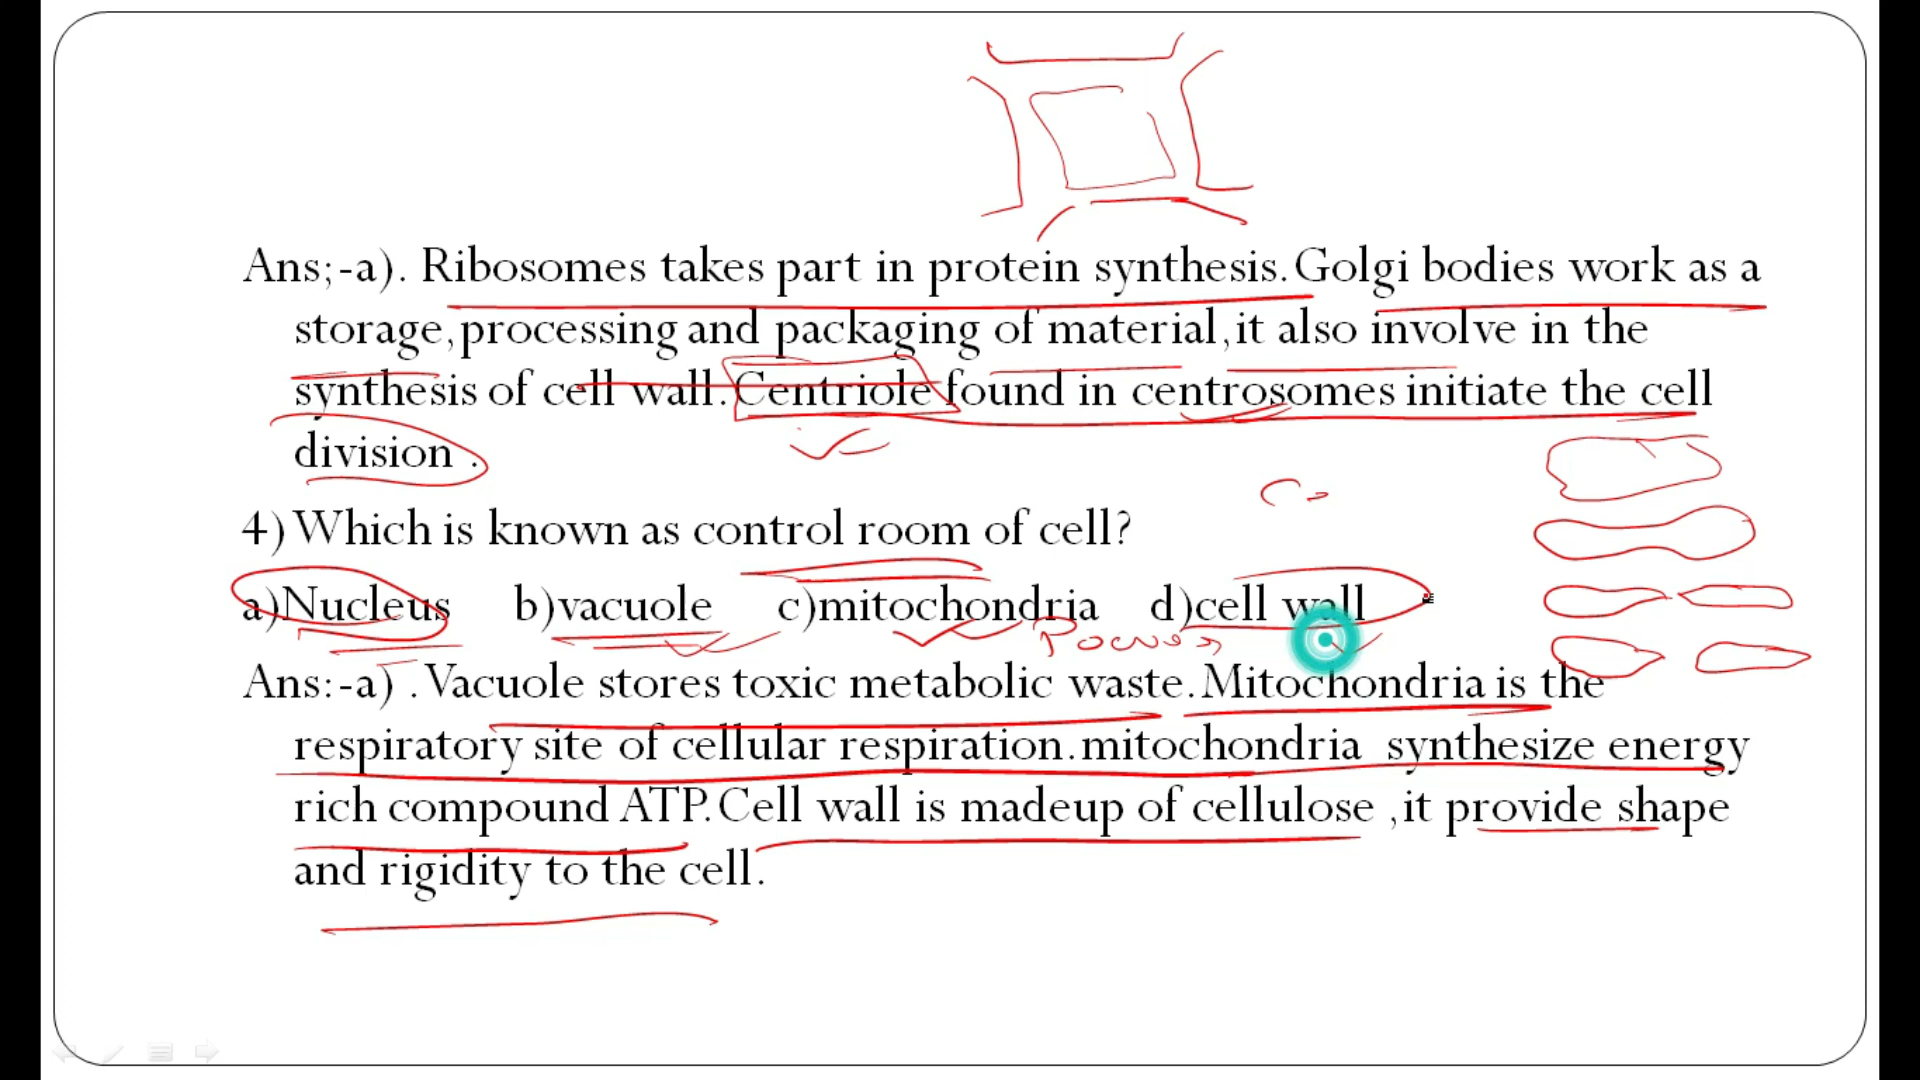 Ans;-a). Ribosomes takes part in protein synthesis.Golgi bodies work as a
storage,processing and packaging of material,it also involve in the
synthesis of cell wall.Centriole found in centrosomes initiate the cell
division .
4) Which is known as control room of cell?
a)Nucleus b)vacuole c)mitochondria d)cell wall
Ans:-a) .Vacuole stores toxic metabolic waste.Mitochondria is the
respiratory site of cellular respiration.mitochondria synthesize energy
rich compound ATP.Cell wall is madeup of cellulose ,it provide shape
and rigidity to the cell.